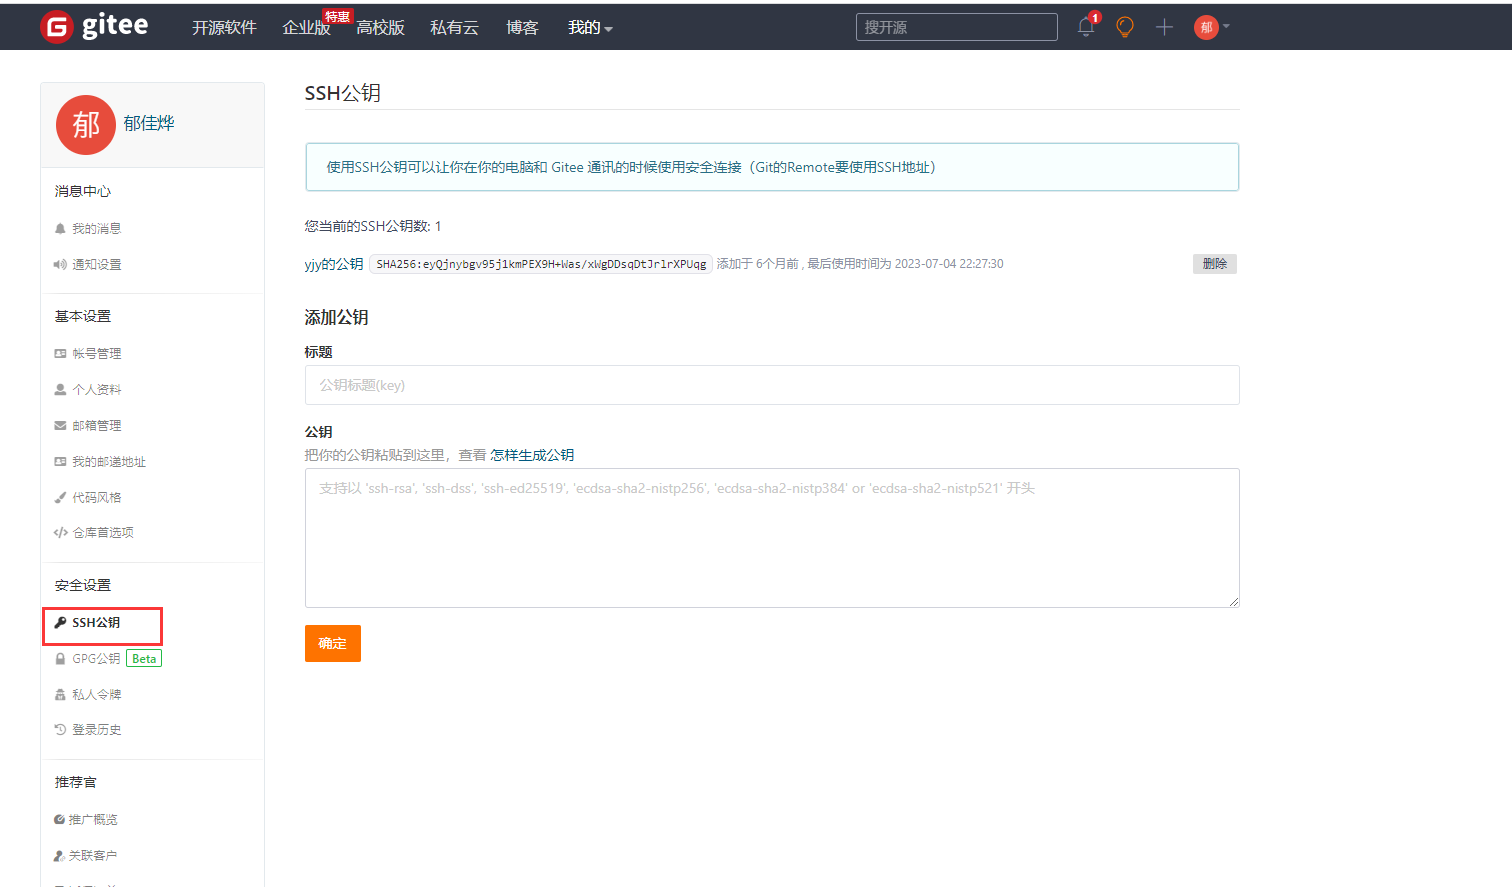 gitee 开源软件 企业版 特惠 高校版 私有云 博客 我的 搜开源 1 郁
郁 郁佳烨
消息中心
我的消息
通知设置
基本设置
帐号管理
个人资料
邮箱管理
我的邮递地址
代码风格
仓库首选项
安全设置
SSH公钥
GPG公钥 Beta
私人令牌
登录历史
推荐官
推广概览
关联客户
SSH公钥
使用SSH公钥可以让你在你的电脑和 Gitee 通讯的时候使用安全连接（Git的Remote要使用SSH地址）
您当前的SSH公钥数: 1
yjy的公钥 SHA256:eyQjnybgv95j1kmPEX9H+Was/xWgDDsqDtJrlrXPUqg 添加于 6个月前 , 最后使用时间为 2023-07-04 22:27:30 删除
添加公钥
标题
公钥标题(key)
公钥
把你的公钥粘贴到这里，查看 怎样生成公钥
支持以 'ssh-rsa', 'ssh-dss', 'ssh-ed25519', 'ecdsa-sha2-nistp256', 'ecdsa-sha2-nistp384' or 'ecdsa-sha2-nistp521' 开头
确定